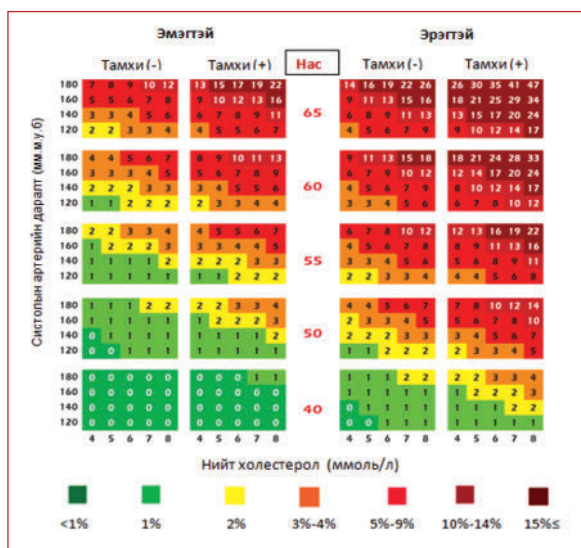 Эмэгтэй Эрэгтэй
Тамхи (-) Тамхи (+) Нас Тамхи (-) Тамхи (+)
Систолын артерийн даралт (мм.м.у.б)
180 7 8 9 10 12 13 15 17 19 22 14 16 19 22 26 26 30 35 41 47
160 5 5 6 7 8 9 10 12 13 16 9 11 13 15 16 18 21 25 29 34
140 3 3 4 5 6 6 7 8 9 11 6 8 9 11 13 13 15 17 20 24
120 2 2 3 3 4 4 5 5 6 7 4 5 6 7 9 9 10 12 14 17
65
180 4 4 5 6 7 8 9 10 11 13 9 11 13 15 18 18 21 24 28 33
160 3 3 3 4 5 5 6 7 8 9 6 7 9 10 12 12 14 17 20 24
140 2 2 2 3 3 3 4 5 5 6 4 5 6 7 9 8 10 12 14 17
120 1 1 2 2 2 2 3 3 4 4 3 3 4 5 6 6 7 8 10 12
60
180 2 2 3 3 4 4 5 5 6 7 6 7 8 10 12 12 13 16 19 22
160 1 2 2 2 3 3 3 4 4 5 4 5 6 7 8 8 9 11 13 16
140 1 1 1 1 2 2 2 2 3 3 3 3 4 5 6 5 6 8 9 11
120 1 1 1 1 1 1 1 2 2 2 2 2 3 3 4 4 4 5 6 8
55
180 1 1 1 2 2 2 2 3 3 4 4 4 5 6 7 7 8 10 12 14
160 1 1 1 1 1 1 2 2 2 3 2 3 3 4 5 5 6 7 8 10
140 0 1 1 1 1 1 1 1 1 2 2 2 2 3 3 3 4 5 6 7
120 0 0 1 1 1 1 1 1 1 1 1 1 2 2 2 2 3 3 4 5
50
180 0 0 0 0 0 0 0 0 1 1 1 1 1 2 2 2 2 3 3 4
160 0 0 0 0 0 0 0 0 0 0 1 1 1 1 1 1 2 2 2 3
140 0 0 0 0 0 0 0 0 0 0 0 1 1 1 1 1 1 1 2 2
120 0 0 0 0 0 0 0 0 0 0 0 0 1 1 1 1 1 1 1 1
40
4 5 6 7 8 4 5 6 7 8 4 5 6 7 8 4 5 6 7 8
Нийт холестерол (ммоль/л)
<1% 1% 2% 3%-4% 5%-9% 10%-14% 15%≤